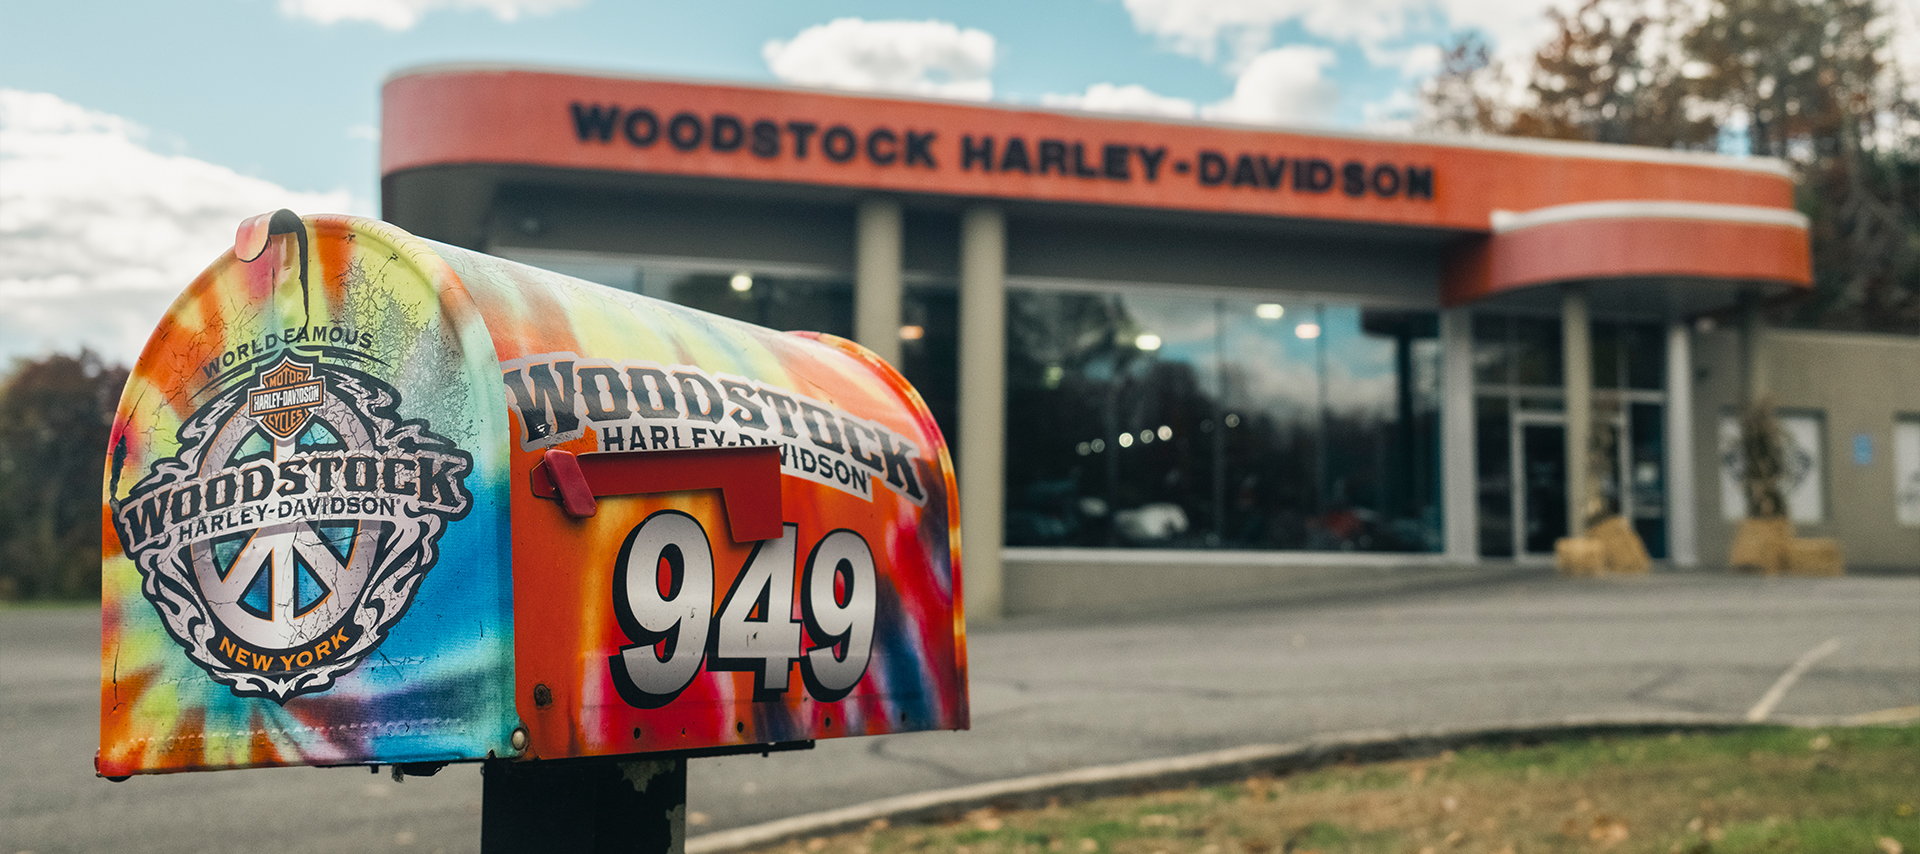 WOODSTOCK HARLEY-DAVIDSON
WORLD FAMOUS
MOTOR
HARLEY-DAVIDSON
CYCLES
WOODSTOCK
HARLEY-DAVIDSON
NEW YORK
WOODSTOCK
HARLEY-DAVIDSON
949